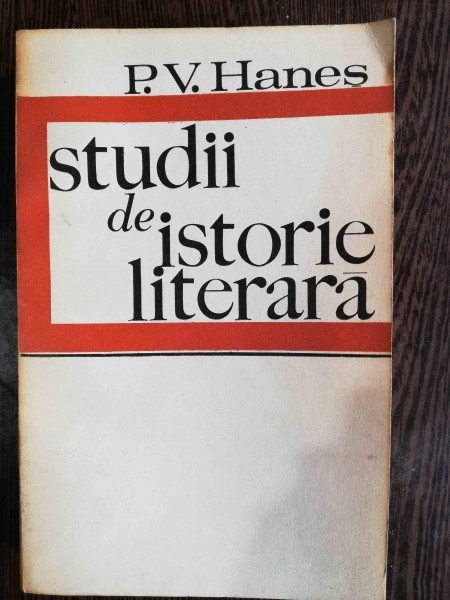 P.V. Haneș
studii
de istorie
literară